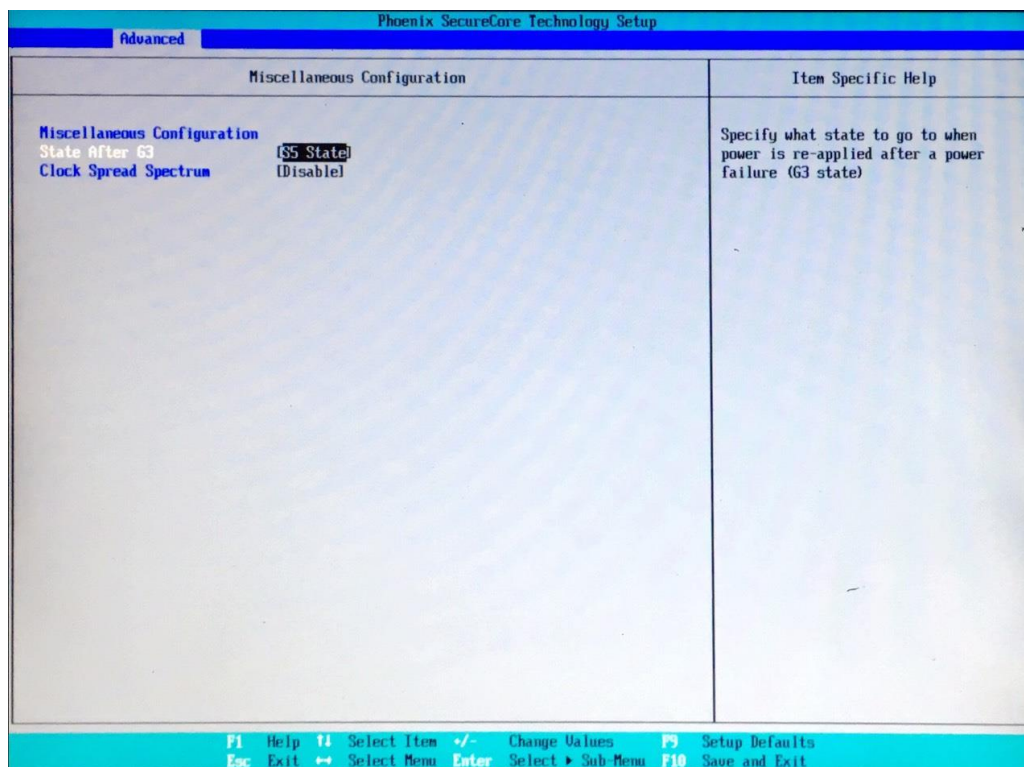 Phoenix SecureCore Technology Setup
Advanced
Miscellaneous Configuration
Item Specific Help
Miscellaneous Configuration
State After G3 [S5 State]
Clock Spread Spectrum [Disable]
Specify what state to go to when
power is re-applied after a power
failure (G3 state)
F1 Help ↑↓ Select Item +/- Change Values F9 Setup Defaults
Esc Exit ↔ Select Menu Enter Select ▶ Sub-Menu F10 Save and Exit